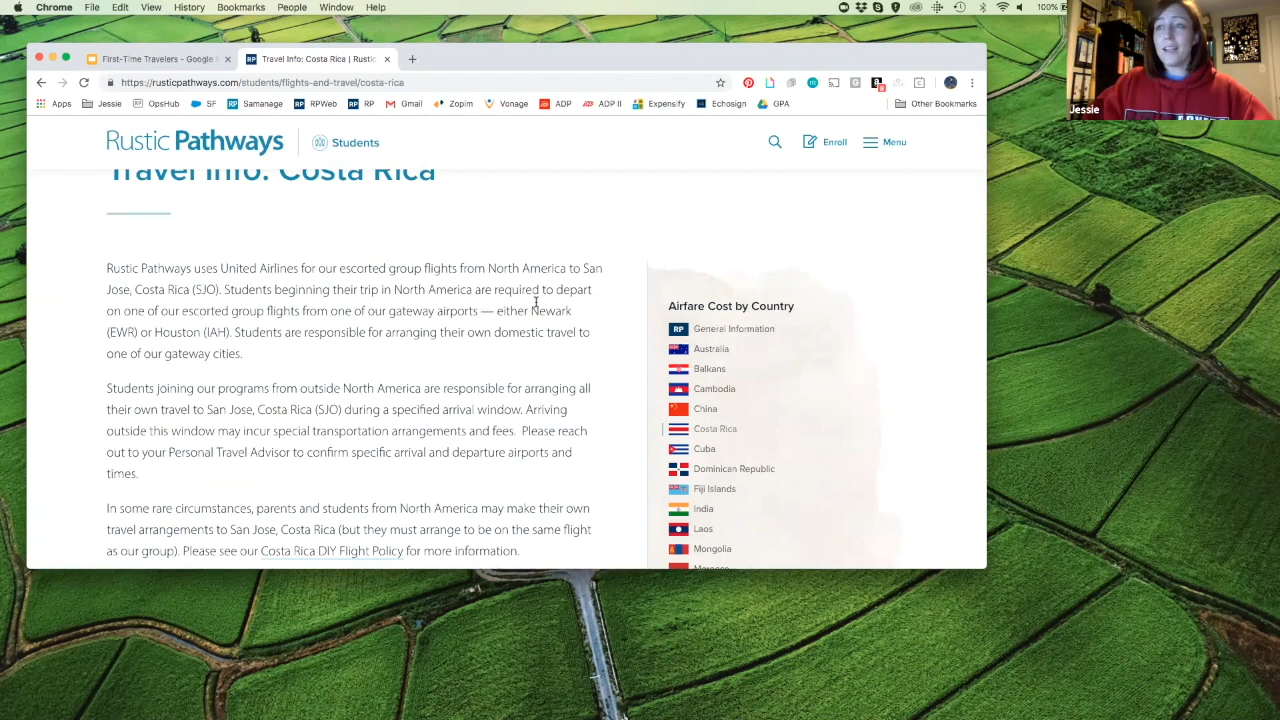 Chrome File Edit View History Bookmarks People Window Help
100%
First-Time Travelers - Google S
Travel Info: Costa Rica | Rustic
https://rusticpathways.com/students/flights-and-travel/costa-rica
Apps Jessie OpsHub SF Samanage RPWeb RP Gmail Zopim Vonage ADP ADP II Expensify Echosign GPA Other Bookmarks
Jessie
Rustic Pathways Students Enroll Menu
Travel Info: Costa Rica
Rustic Pathways uses United Airlines for our escorted group flights from North America to San
Jose, Costa Rica (SJO). Students beginning their trip in North America are required to depart
on one of our escorted group flights from one of our gateway airports — either Newark
(EWR) or Houston (IAH). Students are responsible for arranging their own domestic travel to
one of our gateway cities.
Students joining our programs from outside North America are responsible for arranging all
their own travel to San Jose, Costa Rica (SJO) during a specified arrival window. Arriving
outside this window may incur special transportation arrangements and fees. Please reach
out to your Personal Travel Advisor to confirm specific arrival and departure airports and
times.
In some rare circumstances, parents and students from North America may make their own
travel arrangements to San Jose, Costa Rica (but they must arrange to be on the same flight
as our group). Please see our Costa Rica DIY Flight Policy for more information.
Airfare Cost by Country
RP General Information
Australia
Balkans
Cambodia
China
Costa Rica
Cuba
Dominican Republic
Fiji Islands
India
Laos
Mongolia
Morocco